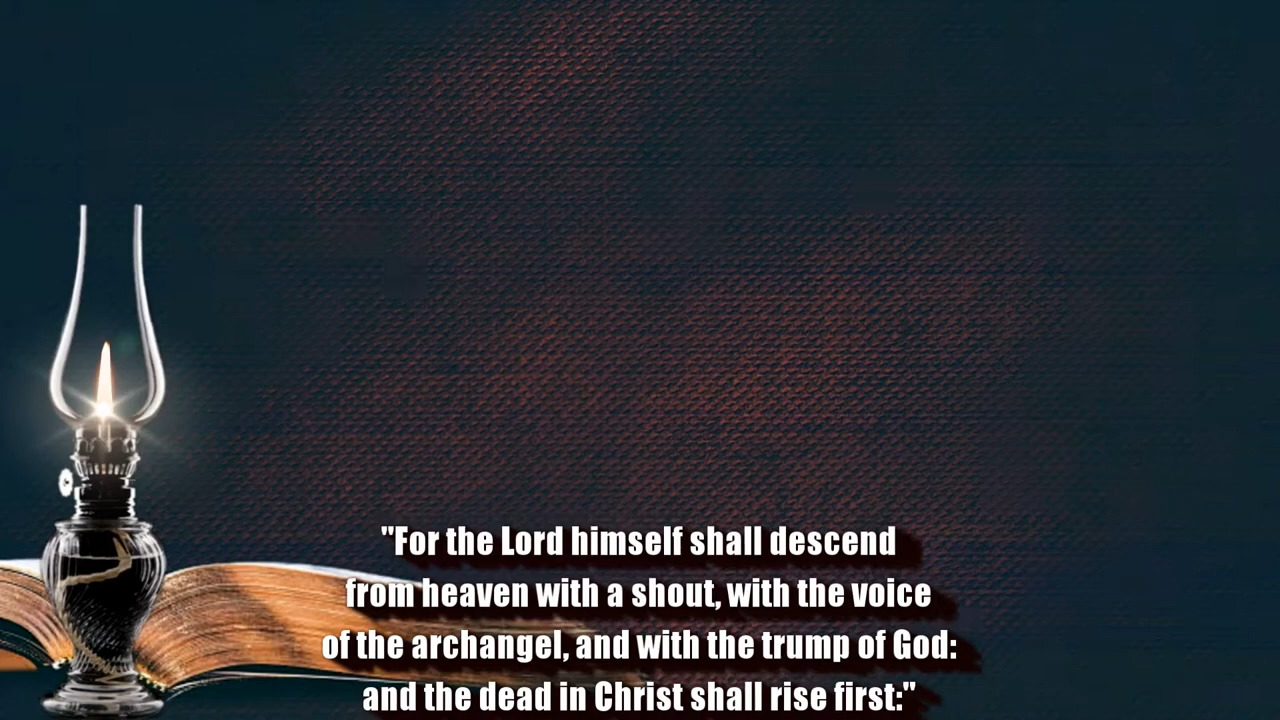 "For the Lord himself shall descend
from heaven with a shout, with the voice
of the archangel, and with the trump of God:
and the dead in Christ shall rise first:"